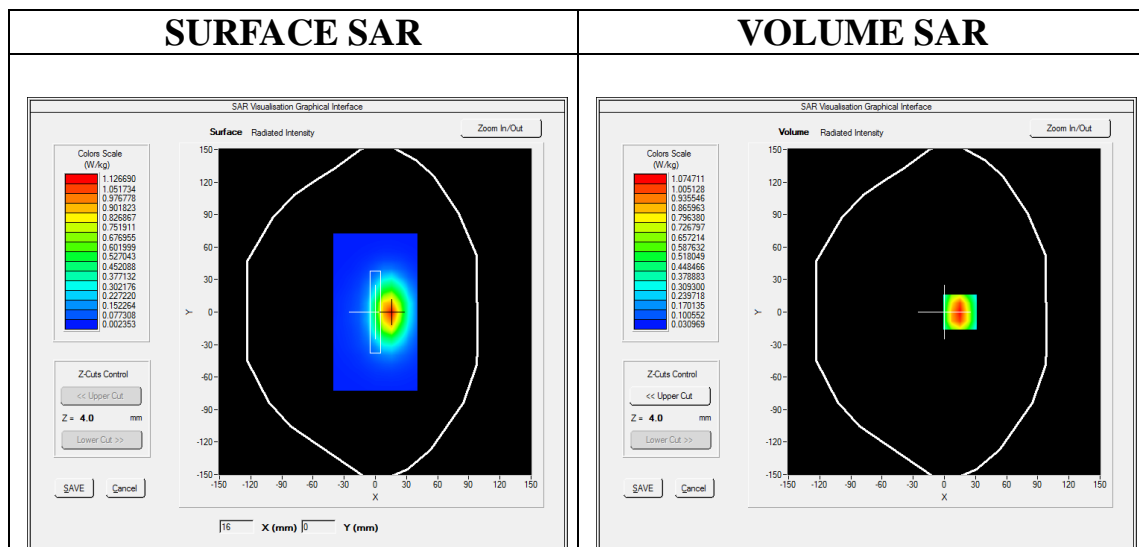 SURFACE SAR
VOLUME SAR
SAR Visualisation Graphical Interface
Surface Radiated Intensity
Zoom In/Out
Colors Scale
(W/kg)
1.126690
1.051734
0.976778
0.901823
0.826867
0.751911
0.676955
0.601999
0.527043
0.452088
0.377132
0.302176
0.227220
0.152264
0.077308
0.002353
Z-Cuts Control
<< Upper Cut
Z = 4.0 mm
Lower Cut >>
SAVE Cancel
150
120
90
60
30
0
-30
-60
-90
-120
-150
Y
-150 -120 -90 -60 -30 0 30 60 90 120 150
X
16 X (mm) 0 Y (mm)
SAR Visualisation Graphical Interface
Volume Radiated Intensity
Zoom In/Out
Colors Scale
(W/kg)
1.074711
1.005128
0.935546
0.865963
0.796380
0.726797
0.657214
0.587632
0.518049
0.448466
0.378883
0.309300
0.239718
0.170135
0.100552
0.030969
Z-Cuts Control
<< Upper Cut
Z = 4.0 mm
Lower Cut >>
SAVE Cancel
150
120
90
60
30
0
-30
-60
-90
-120
-150
Y
-150 -120 -90 -60 -30 0 30 60 90 120 150
X